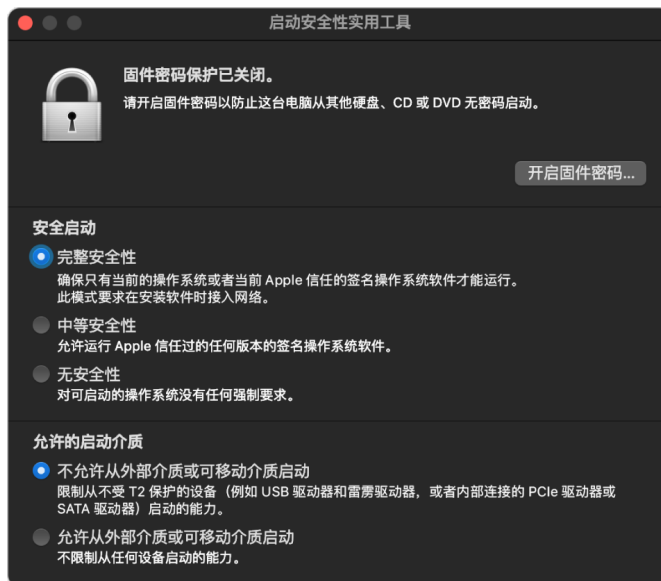 启动安全性实用工具
固件密码保护已关闭。
请开启固件密码以防止这台电脑从其他硬盘、CD 或 DVD 无密码启动。
开启固件密码...
安全启动
完整安全性
确保只有当前的操作系统或者当前 Apple 信任的签名操作系统软件才能运行。
此模式要求在安装软件时接入网络。
中等安全性
允许运行 Apple 信任过的任何版本的签名操作系统软件。
无安全性
对可启动的操作系统没有任何强制要求。
允许的启动介质
不允许从外部介质或可移动介质启动
限制从不受 T2 保护的设备（例如 USB 驱动器和雷雳驱动器，或者内部连接的 PCIe 驱动器或
SATA 驱动器）启动的能力。
允许从外部介质或可移动介质启动
不限制从任何设备启动的能力。